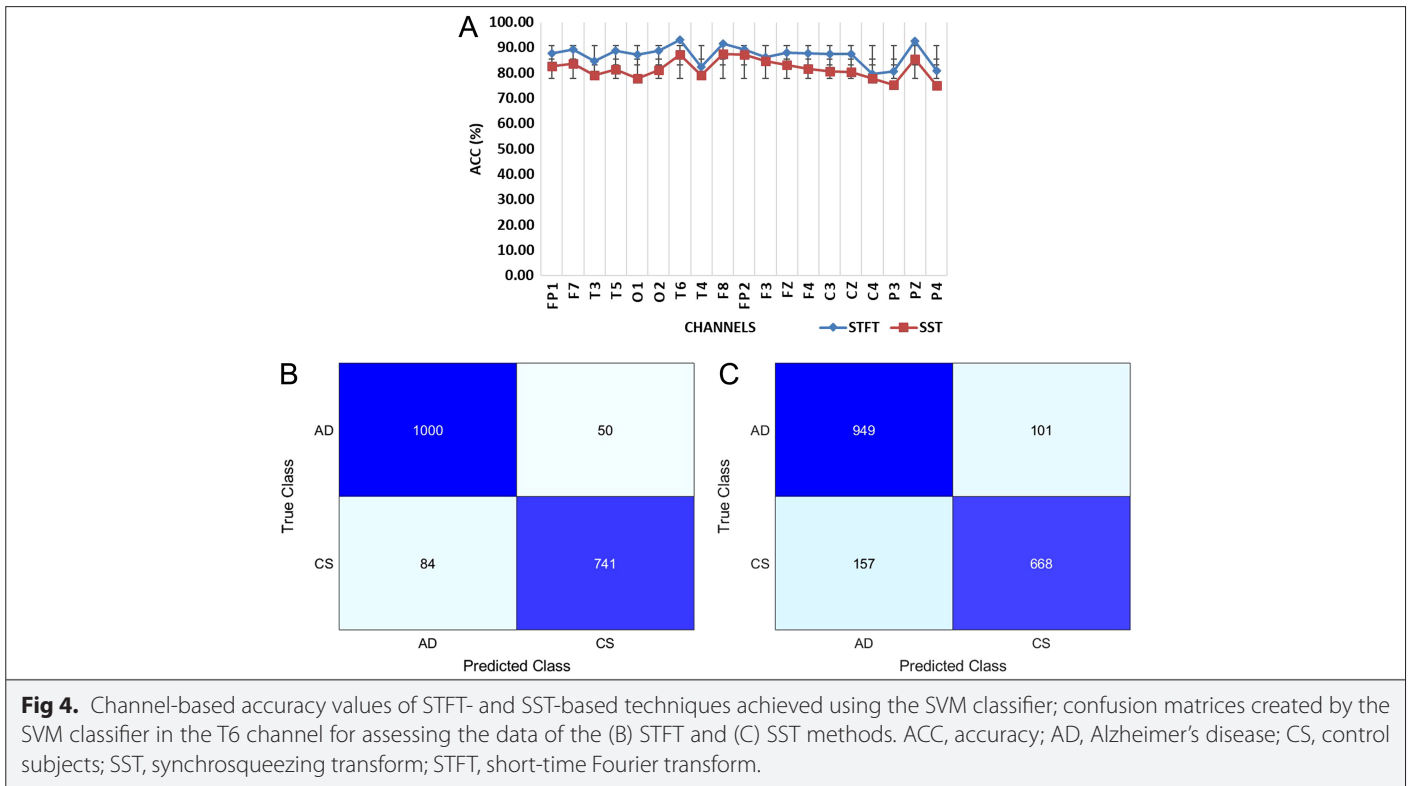 A
100.00
90.00
80.00
70.00
60.00
50.00
40.00
30.00
20.00
10.00
0.00
ACC (%)
FP1 F7 T3 T5 O1 O2 T6 T4 F8 FP2 F3 FZ F4 C3 CZ C4 P3 PZ P4
CHANNELS
STFT SST
B
True Class
AD 1000 50
CS 84 741
AD CS
Predicted Class
C
True Class
AD 949 101
CS 157 668
AD CS
Predicted Class
Fig 4. Channel-based accuracy values of STFT- and SST-based techniques achieved using the SVM classifier; confusion matrices created by the
SVM classifier in the T6 channel for assessing the data of the (B) STFT and (C) SST methods. ACC, accuracy; AD, Alzheimer's disease; CS, control
subjects; SST, synchrosqueezing transform; STFT, short-time Fourier transform.